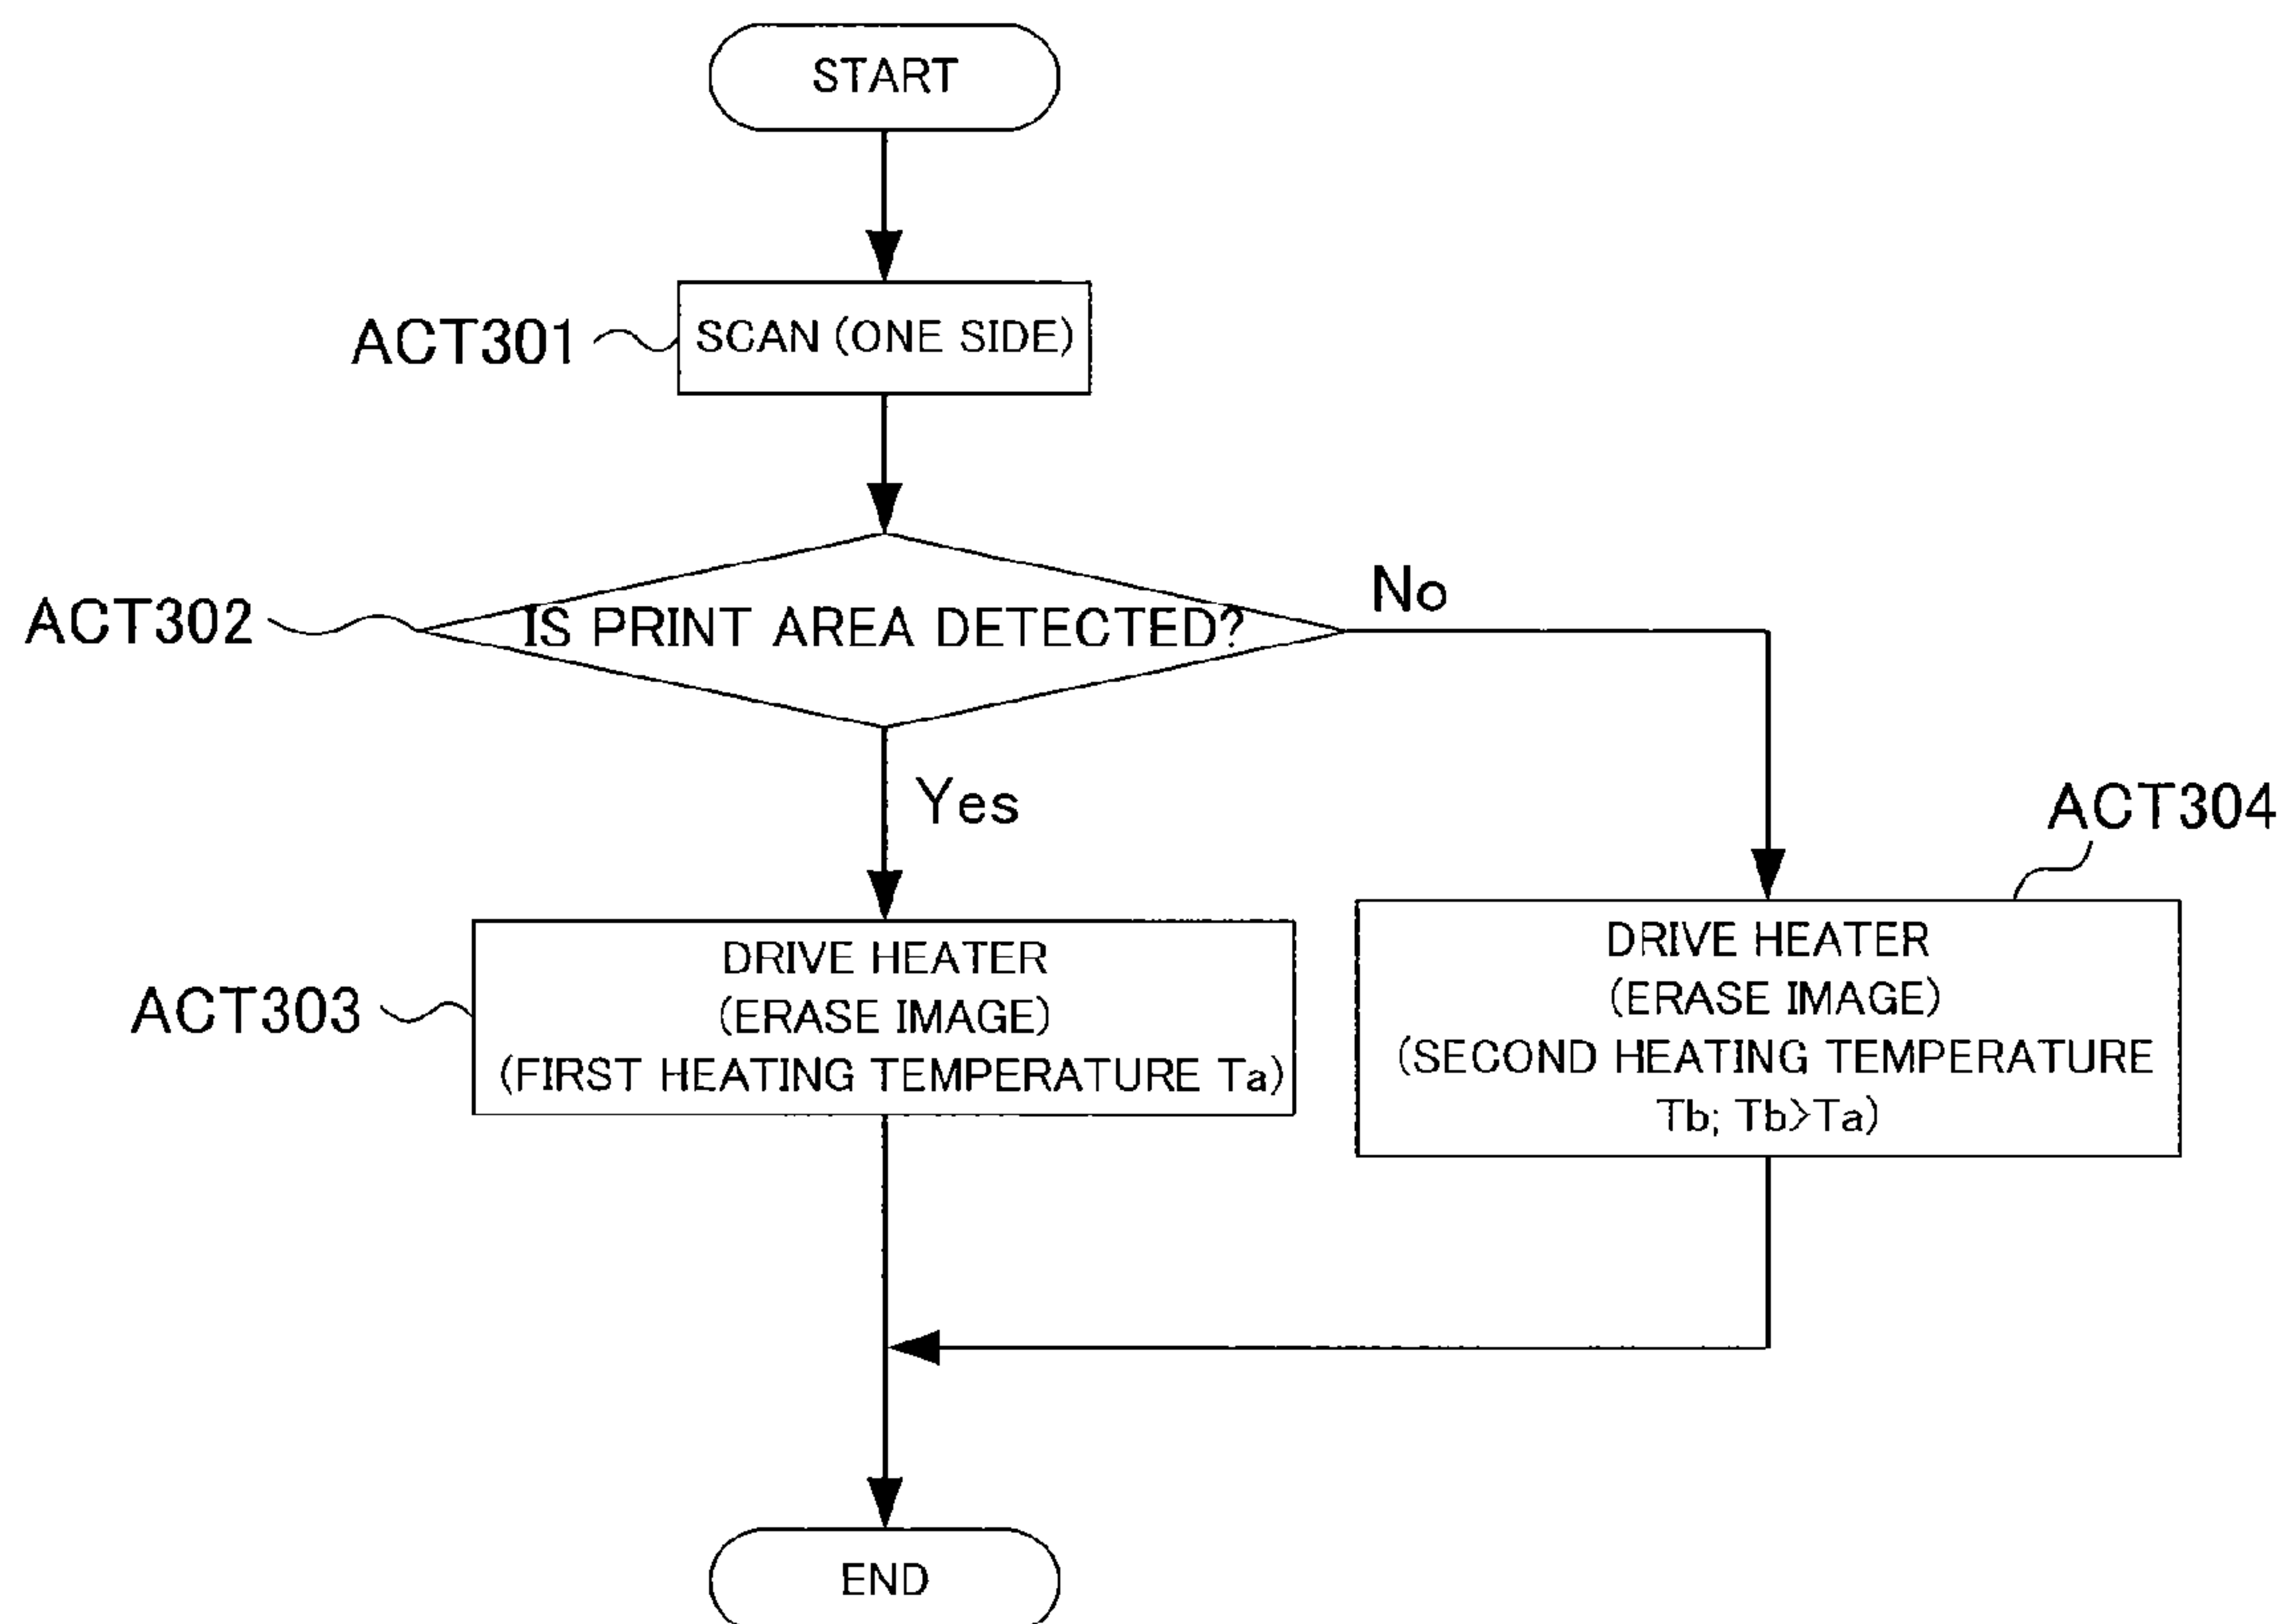 START
ACT301
SCAN (ONE SIDE)
ACT302
IS PRINT AREA DETECTED?
No
Yes
ACT303
DRIVE HEATER
(ERASE IMAGE)
(FIRST HEATING TEMPERATURE Ta)
ACT304
DRIVE HEATER
(ERASE IMAGE)
(SECOND HEATING TEMPERATURE
Tb; Tb>Ta)
END